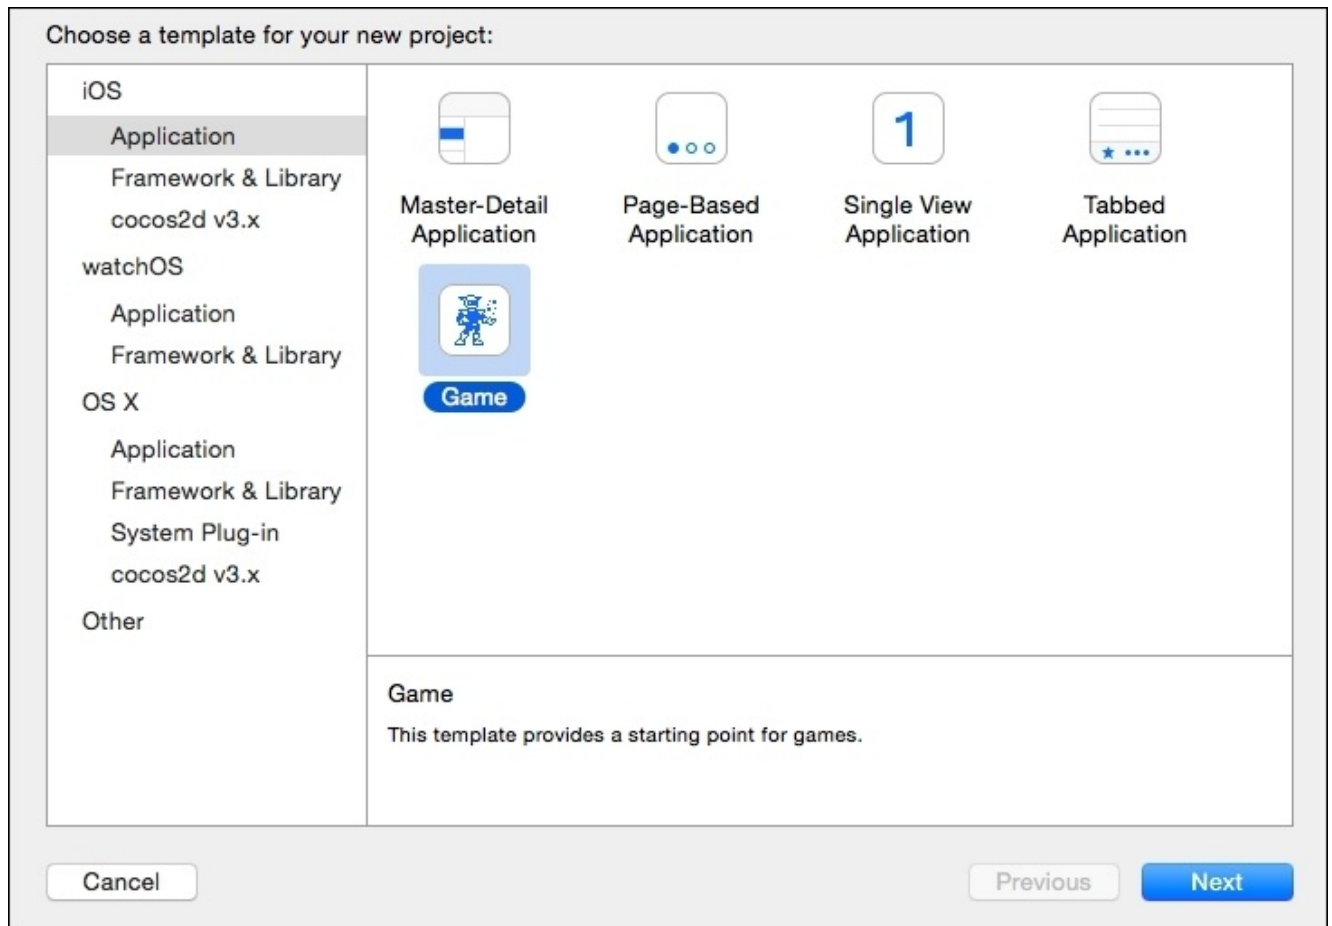 Choose a template for your new project:
iOS
Application
Framework & Library
cocos2d v3.x
watchOS
Application
Framework & Library
OS X
Application
Framework & Library
System Plug-in
cocos2d v3.x
Other
Master-Detail
Application
Page-Based
Application
1
Single View
Application
Tabbed
Application
Game
Game
This template provides a starting point for games.
Cancel
Previous
Next